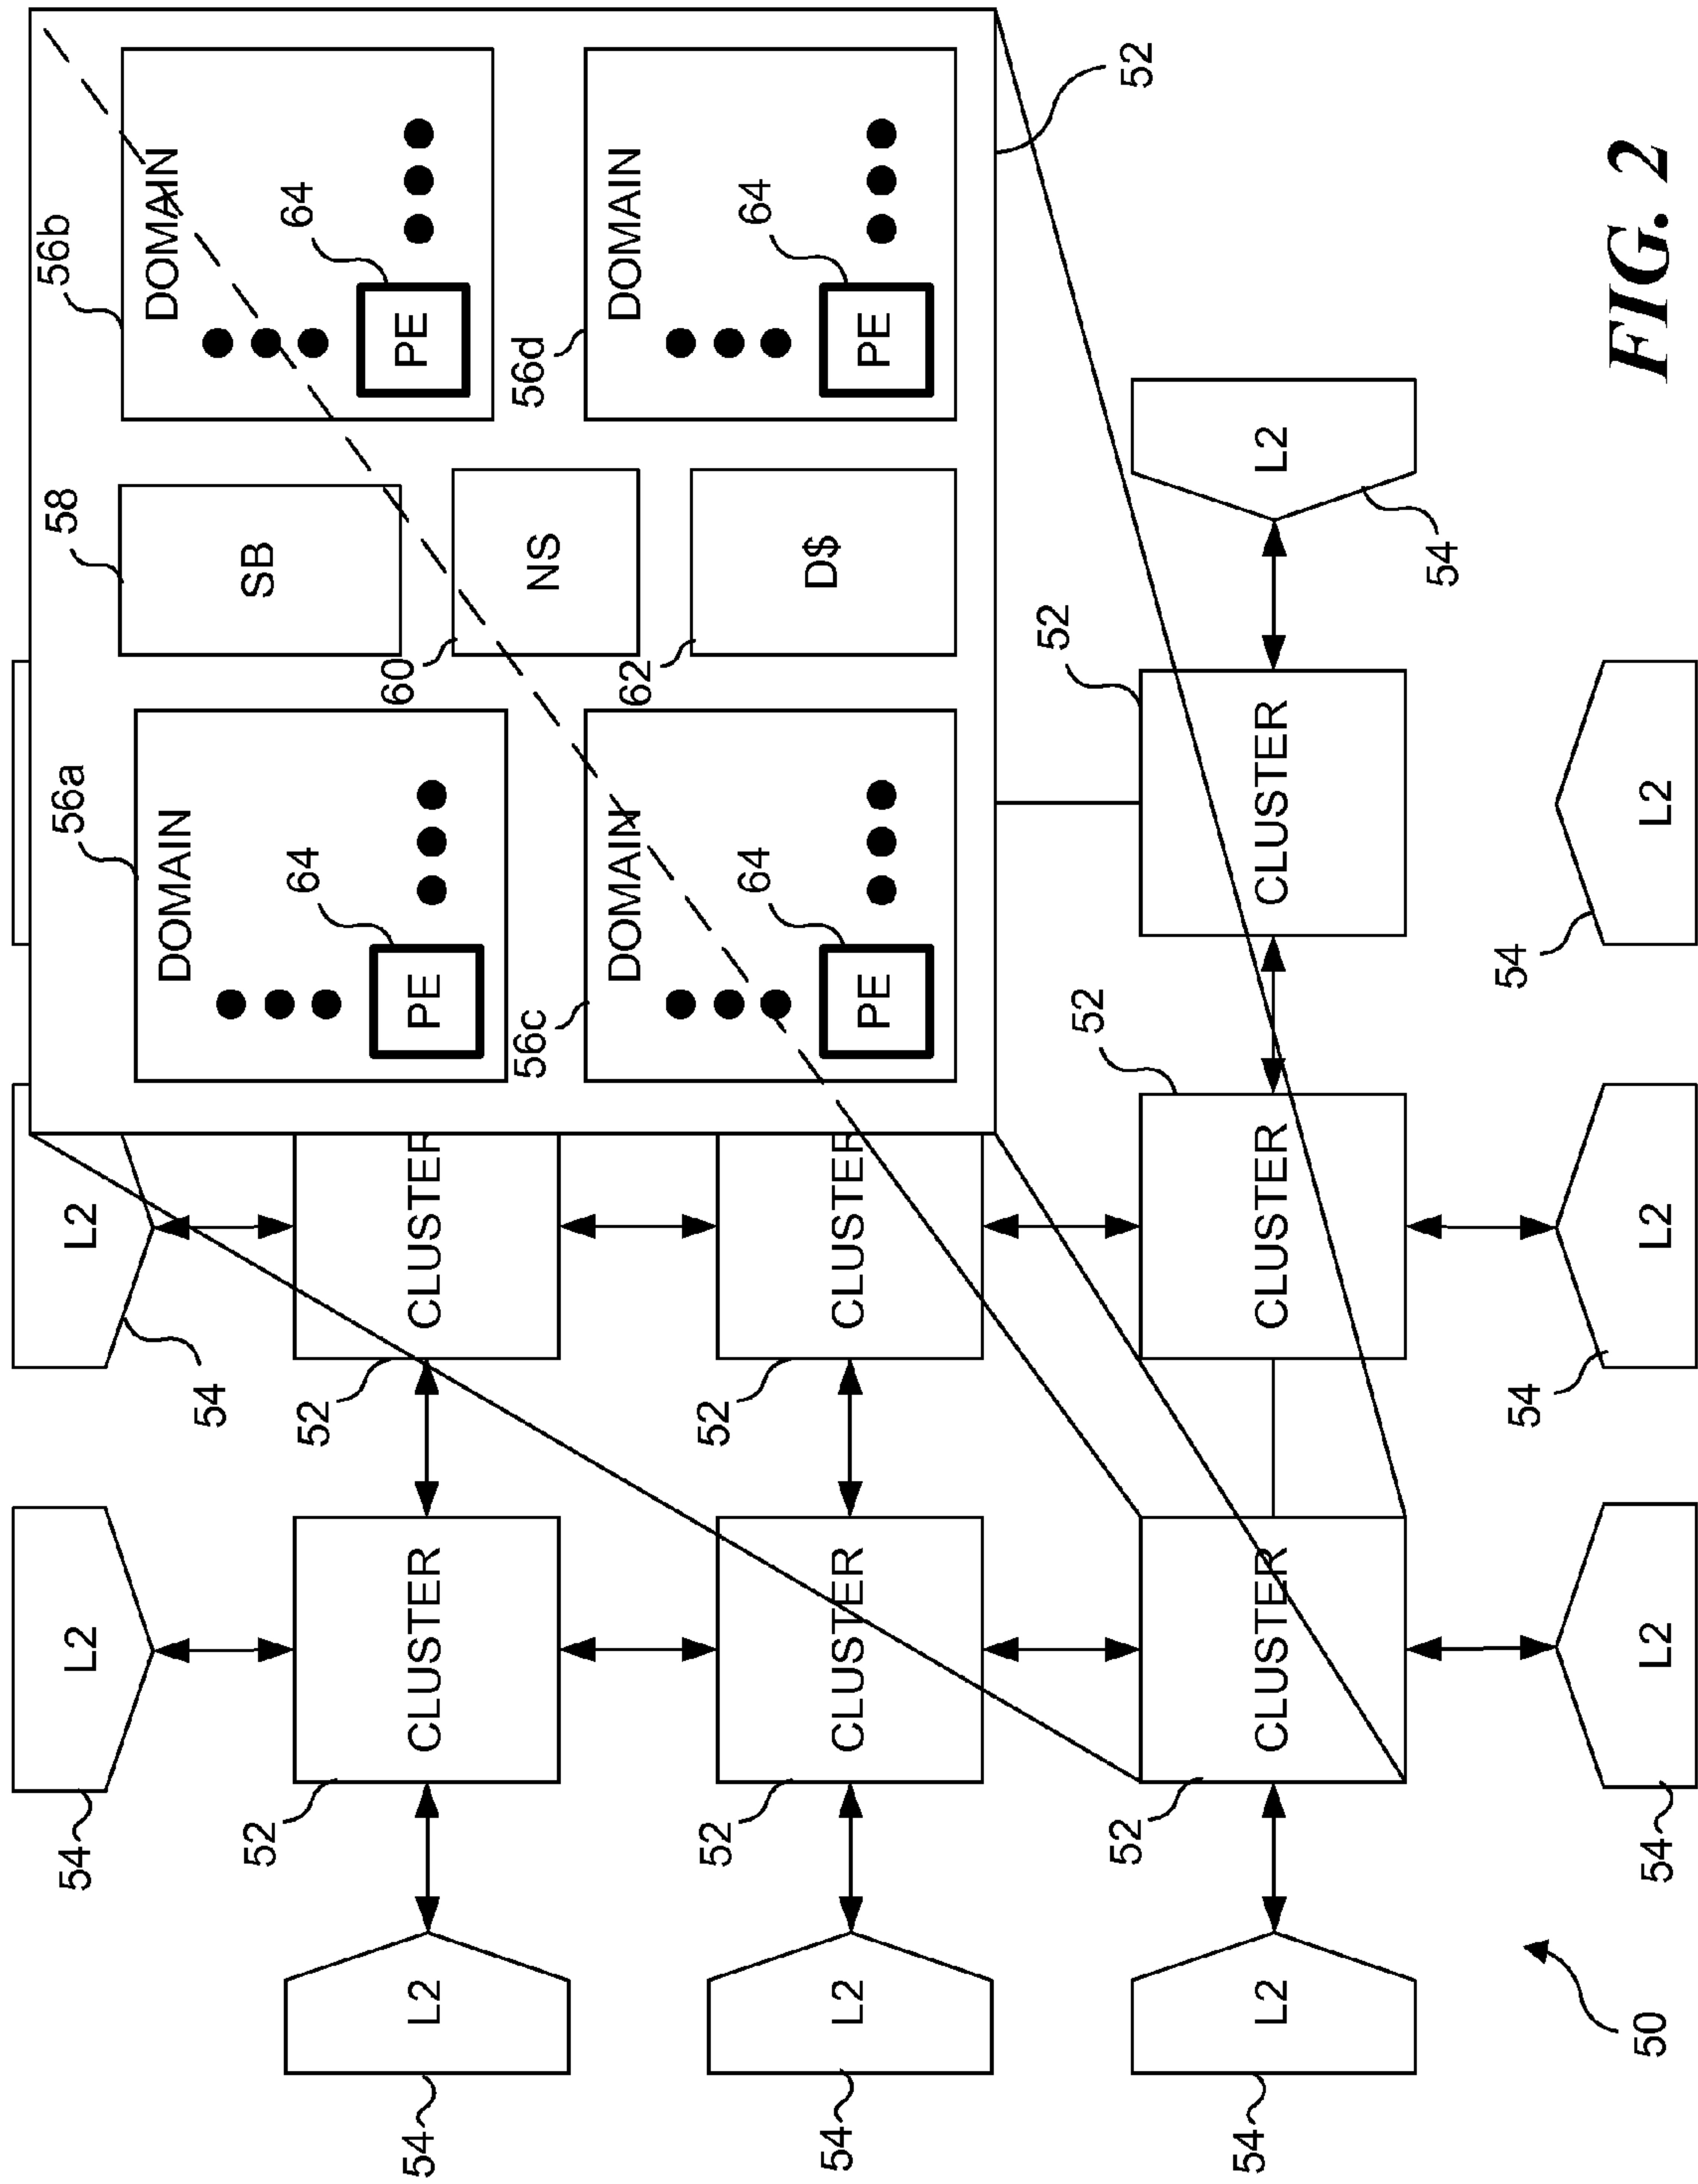 54
L2
L2
56a
58
56b
DOMAIN
DOMAIN
54
52
SB
52
64
64
60
54
L2
CLUSTER
CLUSTER
PE
PE
56c
NS
56d
DOMAIN
62
DOMAIN
52
52
64
64
54
L2
CLUSTER
CLUSTER
PE
D$
PE
52
52
52
52
54
L2
CLUSTER
CLUSTER
CLUSTER
L2
54
54
54
50
54
L2
L2
L2
FIG. 2